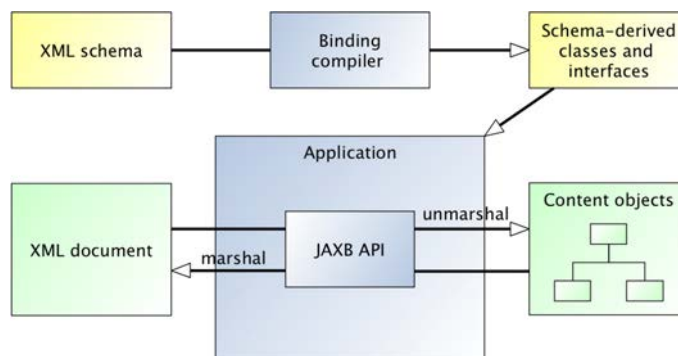 XML schema
Binding
compiler
Schema-derived
classes and
interfaces
Application
XML document
unmarshal
marshal
JAXB API
Content objects